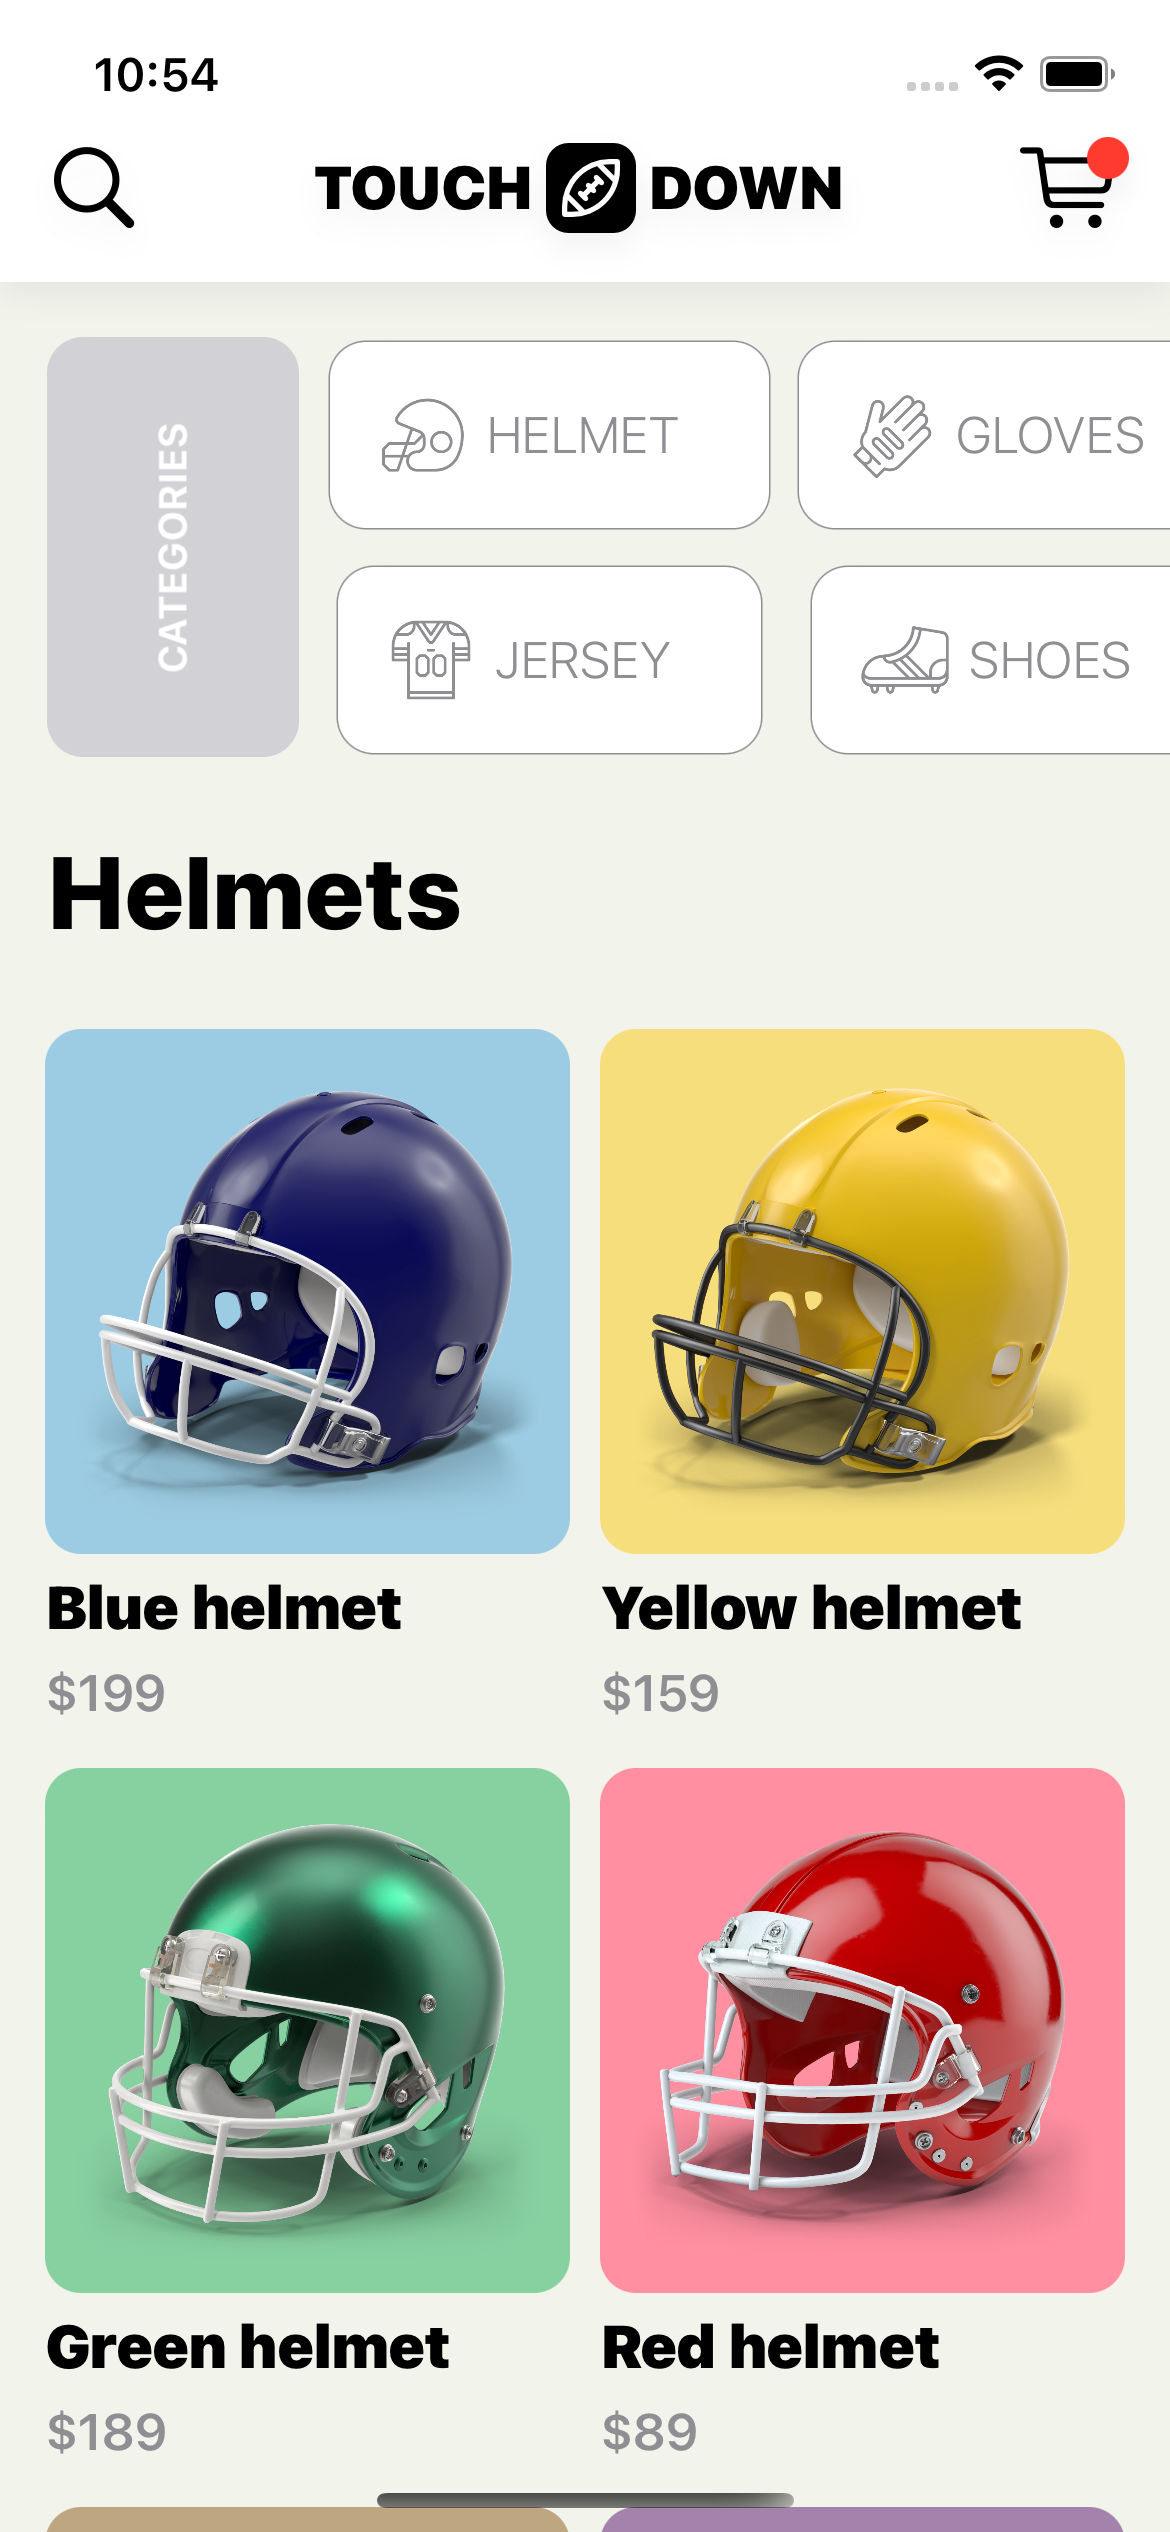 10:54
TOUCH DOWN
CATEGORIES
HELMET
GLOVES
JERSEY
SHOES
Helmets
Blue helmet
$199
Yellow helmet
$159
Green helmet
$189
Red helmet
$89